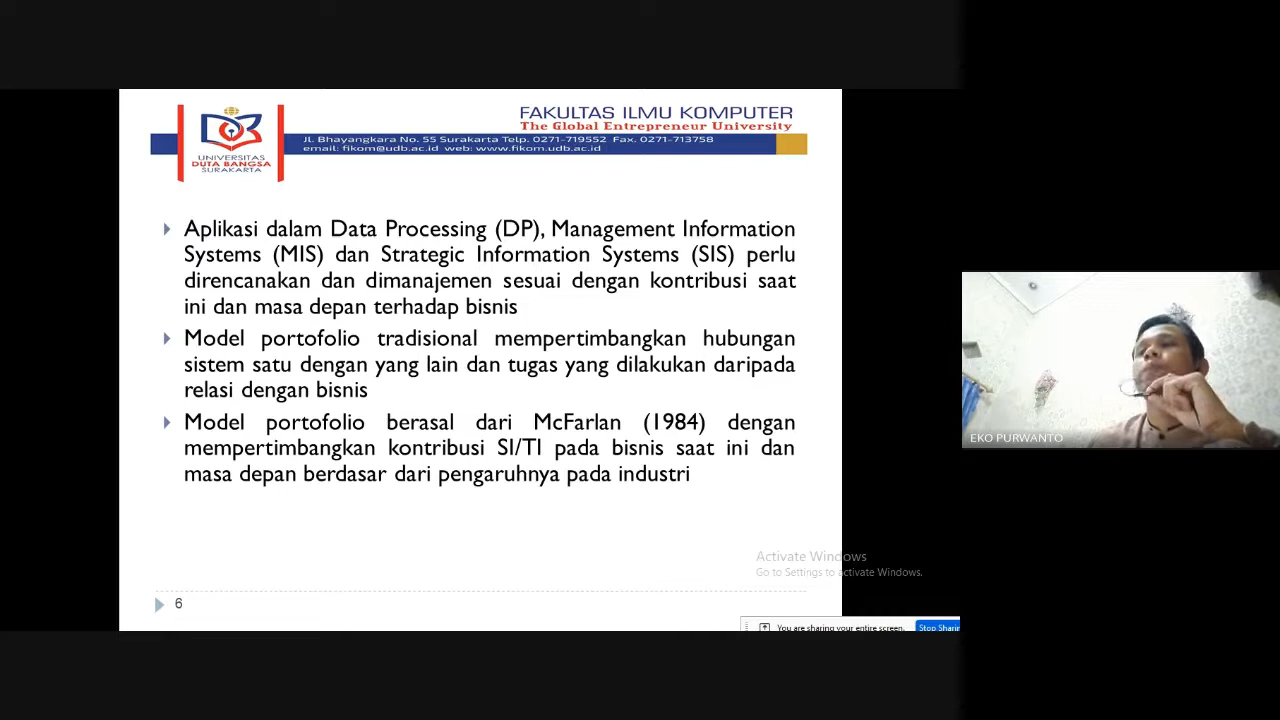 FAKULTAS ILMU KOMPUTER
The Global Entrepreneur University
Jl. Bhayangkara No. 55 Surakarta Telp. 0271-719552 Fax. 0271-713758
email: fikom@udb.ac.id web: www.fikom.udb.ac.id
UNIVERSITAS
DUTA BANGSA
SURAKARTA
Aplikasi dalam Data Processing (DP), Management Information
Systems (MIS) dan Strategic Information Systems (SIS) perlu
direncanakan dan dimanajemen sesuai dengan kontribusi saat
ini dan masa depan terhadap bisnis
Model portofolio tradisional mempertimbangkan hubungan
sistem satu dengan yang lain dan tugas yang dilakukan daripada
relasi dengan bisnis
Model portofolio berasal dari McFarlan (1984) dengan
mempertimbangkan kontribusi SI/TI pada bisnis saat ini dan
masa depan berdasar dari pengaruhnya pada industri
EKO PURWANTO
Activate Windows
Go to Settings to activate Windows.
6
You are sharing your entire screen.
Stop Sharin